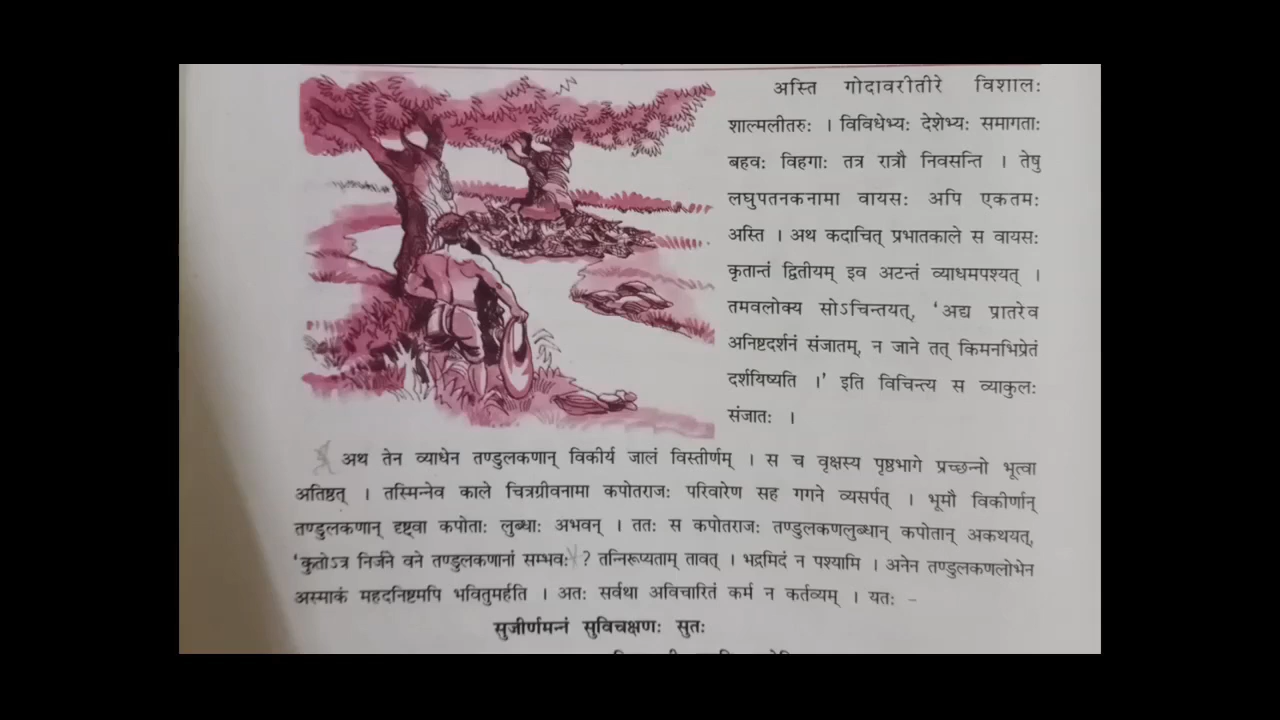 अस्ति गोदावरीतीरे विशालः
शाल्मलीतरुः । विविधेभ्यः देशेभ्यः समागताः
बहवः विहगाः तत्र रात्रौ निवसन्ति । तेषु
लघुपतनकनामा वायसः अपि एकतमः
अस्ति । अथ कदाचित् प्रभातकाले स वायसः
कृतान्तं द्वितीयम् इव अटन्तं व्याधमपश्यत् ।
तमवलोक्य सोऽचिन्तयत्, 'अद्य प्रातरेव
अनिष्टदर्शनं संजातम्, न जाने तत् किमनभिप्रेतं
दर्शयिष्यति ।' इति विचिन्त्य स व्याकुलः
संजातः ।
अथ तेन व्याधेन तण्डुलकणान् विकीर्य जालं विस्तीर्णम् । स च वृक्षस्य पृष्ठभागे प्रच्छन्नो भूत्वा
अतिष्ठत् । तस्मिन्नेव काले चित्रग्रीवनामा कपोतराजः परिवारेण सह गगने व्यसर्पत् । भूमौ विकीर्णान्
तण्डुलकणान् दृष्ट्वा कपोताः लुब्धाः अभवन् । ततः स कपोतराजः तण्डुलकणलुब्धान् कपोतान् अकथयत्,
'कुतोऽत्र निर्जने वने तण्डुलकणानां सम्भवः ? तन्निरूप्यताम् तावत् । भद्रमिदं न पश्यामि । अनेन तण्डुलकणलोभेन
अस्माकं महदनिष्टमपि भवितुमर्हति । अतः सर्वथा अविचारितं कर्म न कर्तव्यम् । यतः –
सुजीर्णमन्नं सुविचक्षणः सुतः